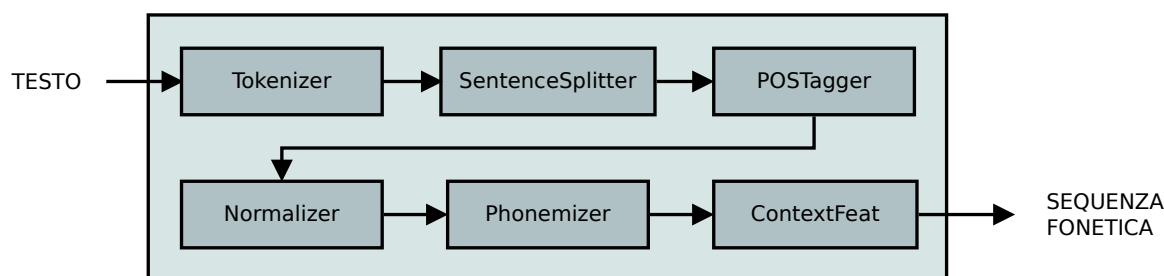 TESTO
Tokenizer
SentenceSplitter
POSTagger
Normalizer
Phonemizer
ContextFeat
SEQUENZA
FONETICA